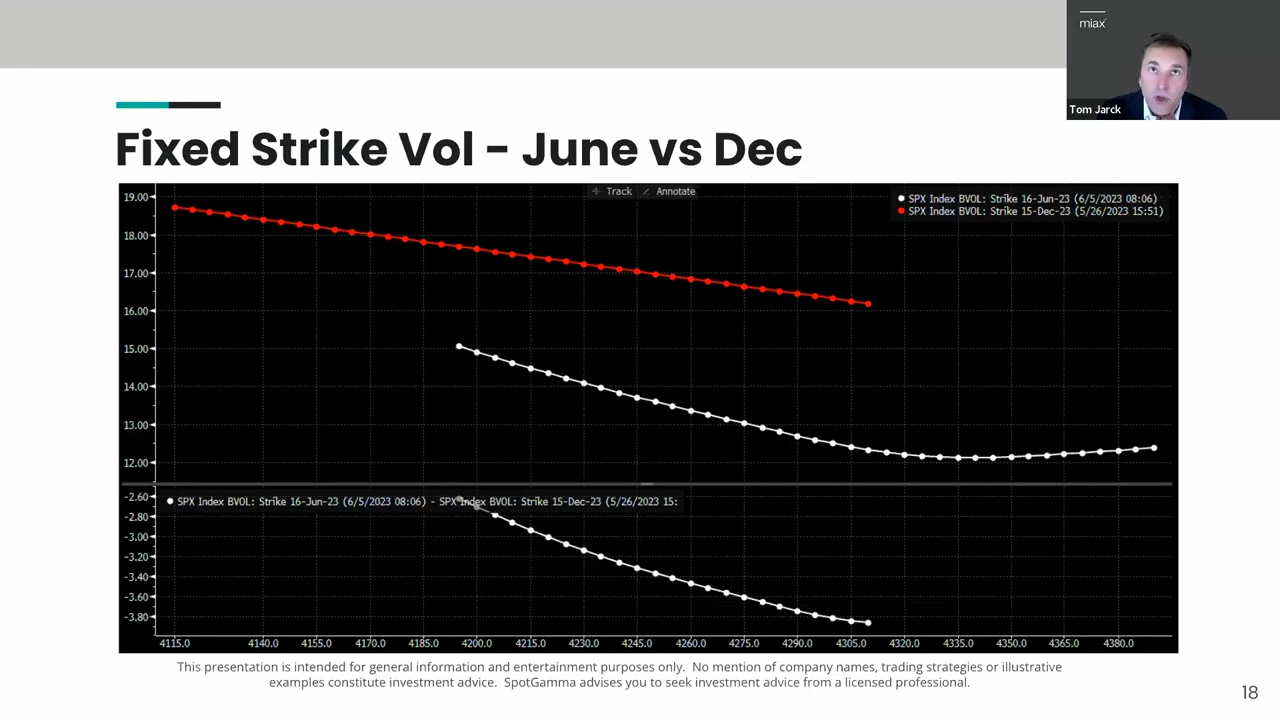 miax
Tom Jarck
Fixed Strike Vol - June vs Dec
Track Annotate
SPX Index BVOL: Strike 16-Jun-23 (6/5/2023 08:06)
SPX Index BVOL: Strike 15-Dec-23 (5/26/2023 15:51)
19.00
18.00
17.00
16.00
15.00
14.00
13.00
12.00
SPX Index BVOL: Strike 16-Jun-23 (6/5/2023 08:06) - SPX Index BVOL: Strike 15-Dec-23 (5/26/2023 15:
-2.60
-2.80
-3.00
-3.20
-3.40
-3.60
-3.80
4115.0 4140.0 4155.0 4170.0 4185.0 4200.0 4215.0 4230.0 4245.0 4260.0 4275.0 4290.0 4305.0 4320.0 4335.0 4350.0 4365.0 4380.0
This presentation is intended for general information and entertainment purposes only. No mention of company names, trading strategies or illustrative
examples constitute investment advice. SpotGamma advises you to seek investment advice from a licensed professional.
18